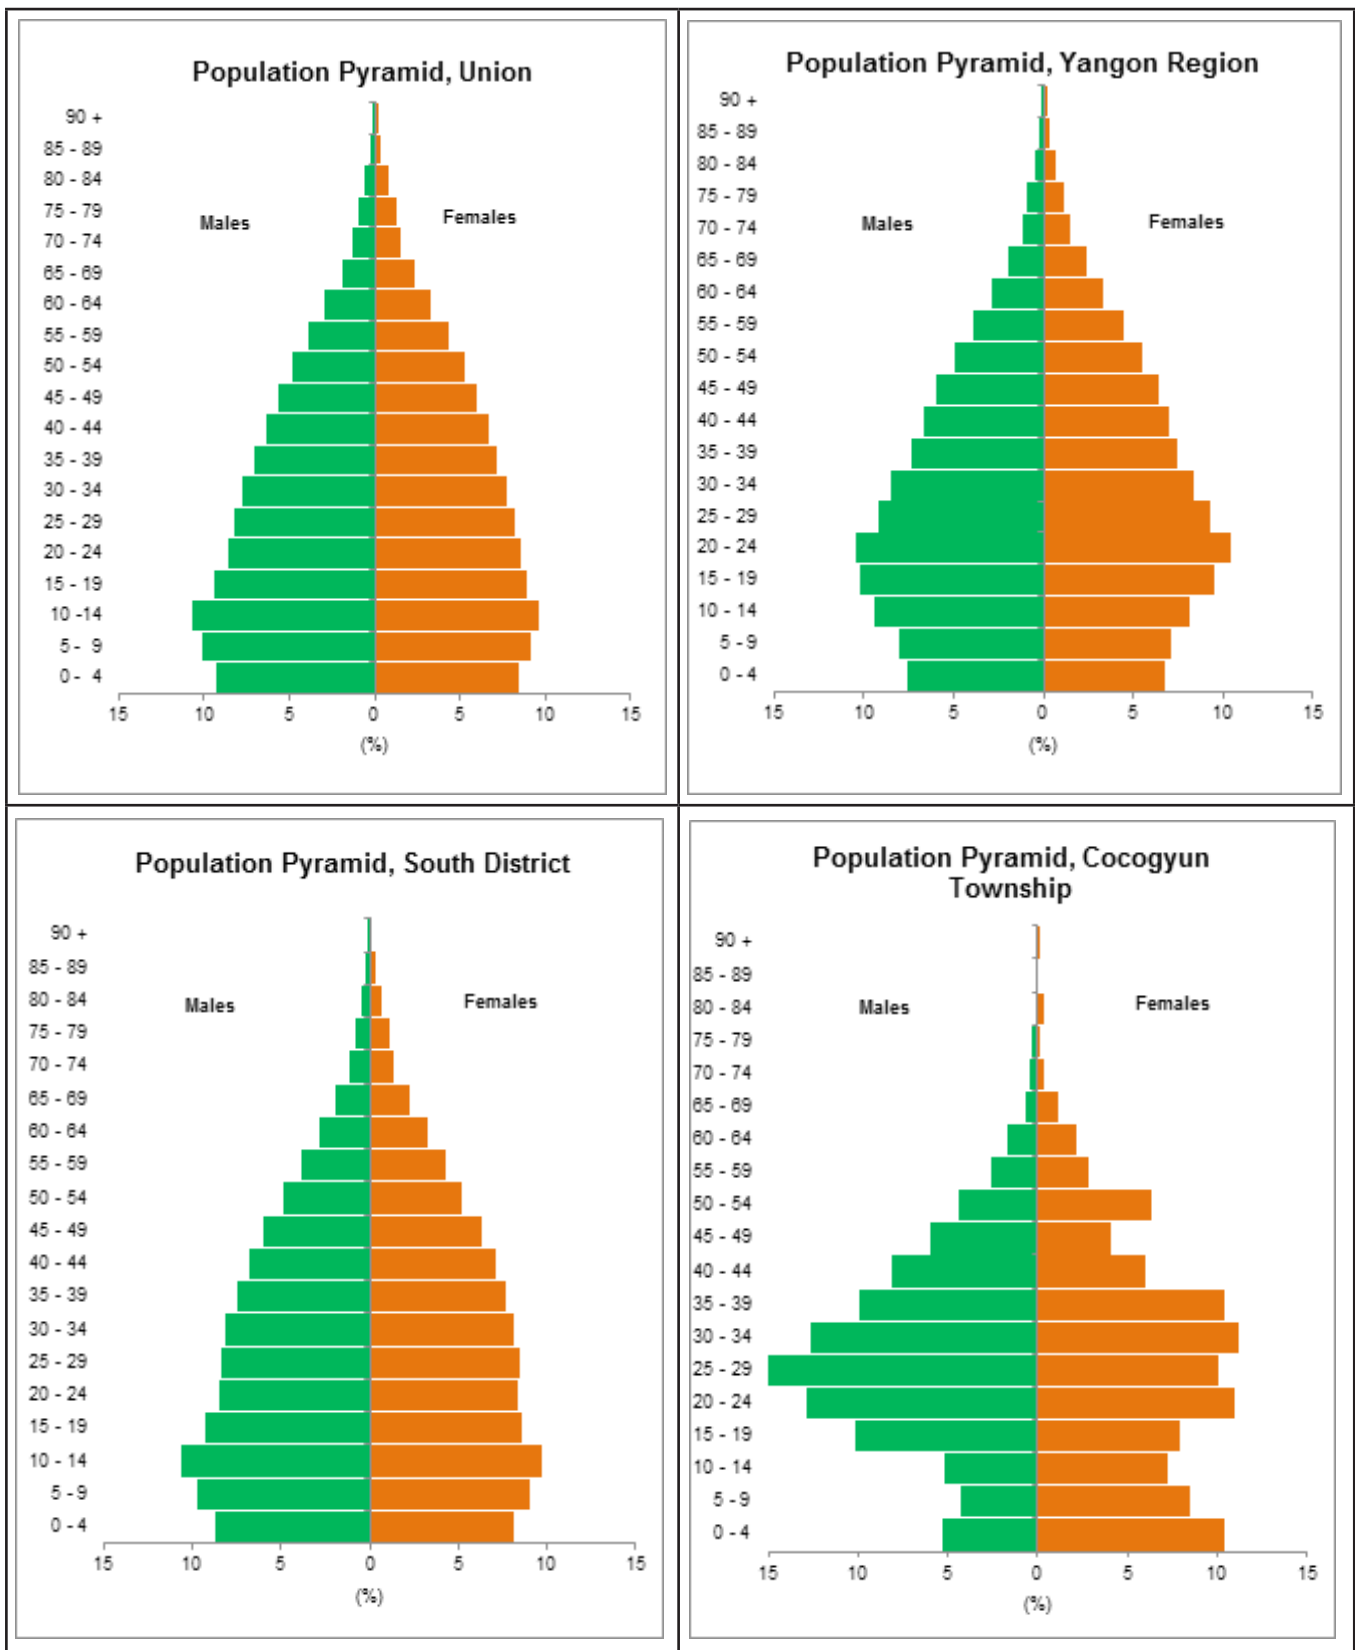 Population Pyramid, Union
90 +
85 - 89
80 - 84
75 - 79
70 - 74
65 - 69
60 - 64
55 - 59
50 - 54
45 - 49
40 - 44
35 - 39
30 - 34
25 - 29
20 - 24
15 - 19
10 -14
5 - 9
0 - 4
Males
Females
15 10 5 0 5 10 15
(%)
Population Pyramid, Yangon Region
90 +
85 - 89
80 - 84
75 - 79
70 - 74
65 - 69
60 - 64
55 - 59
50 - 54
45 - 49
40 - 44
35 - 39
30 - 34
25 - 29
20 - 24
15 - 19
10 - 14
5 - 9
0 - 4
Males
Females
15 10 5 0 5 10 15
(%)
Population Pyramid, South District
90 +
85 - 89
80 - 84
75 - 79
70 - 74
65 - 69
60 - 64
55 - 59
50 - 54
45 - 49
40 - 44
35 - 39
30 - 34
25 - 29
20 - 24
15 - 19
10 - 14
5 - 9
0 - 4
Males
Females
15 10 5 0 5 10 15
(%)
Population Pyramid, Cocogyun
Township
90 +
85 - 89
80 - 84
75 - 79
70 - 74
65 - 69
60 - 64
55 - 59
50 - 54
45 - 49
40 - 44
35 - 39
30 - 34
25 - 29
20 - 24
15 - 19
10 - 14
5 - 9
0 - 4
Males
Females
15 10 5 0 5 10 15
(%)